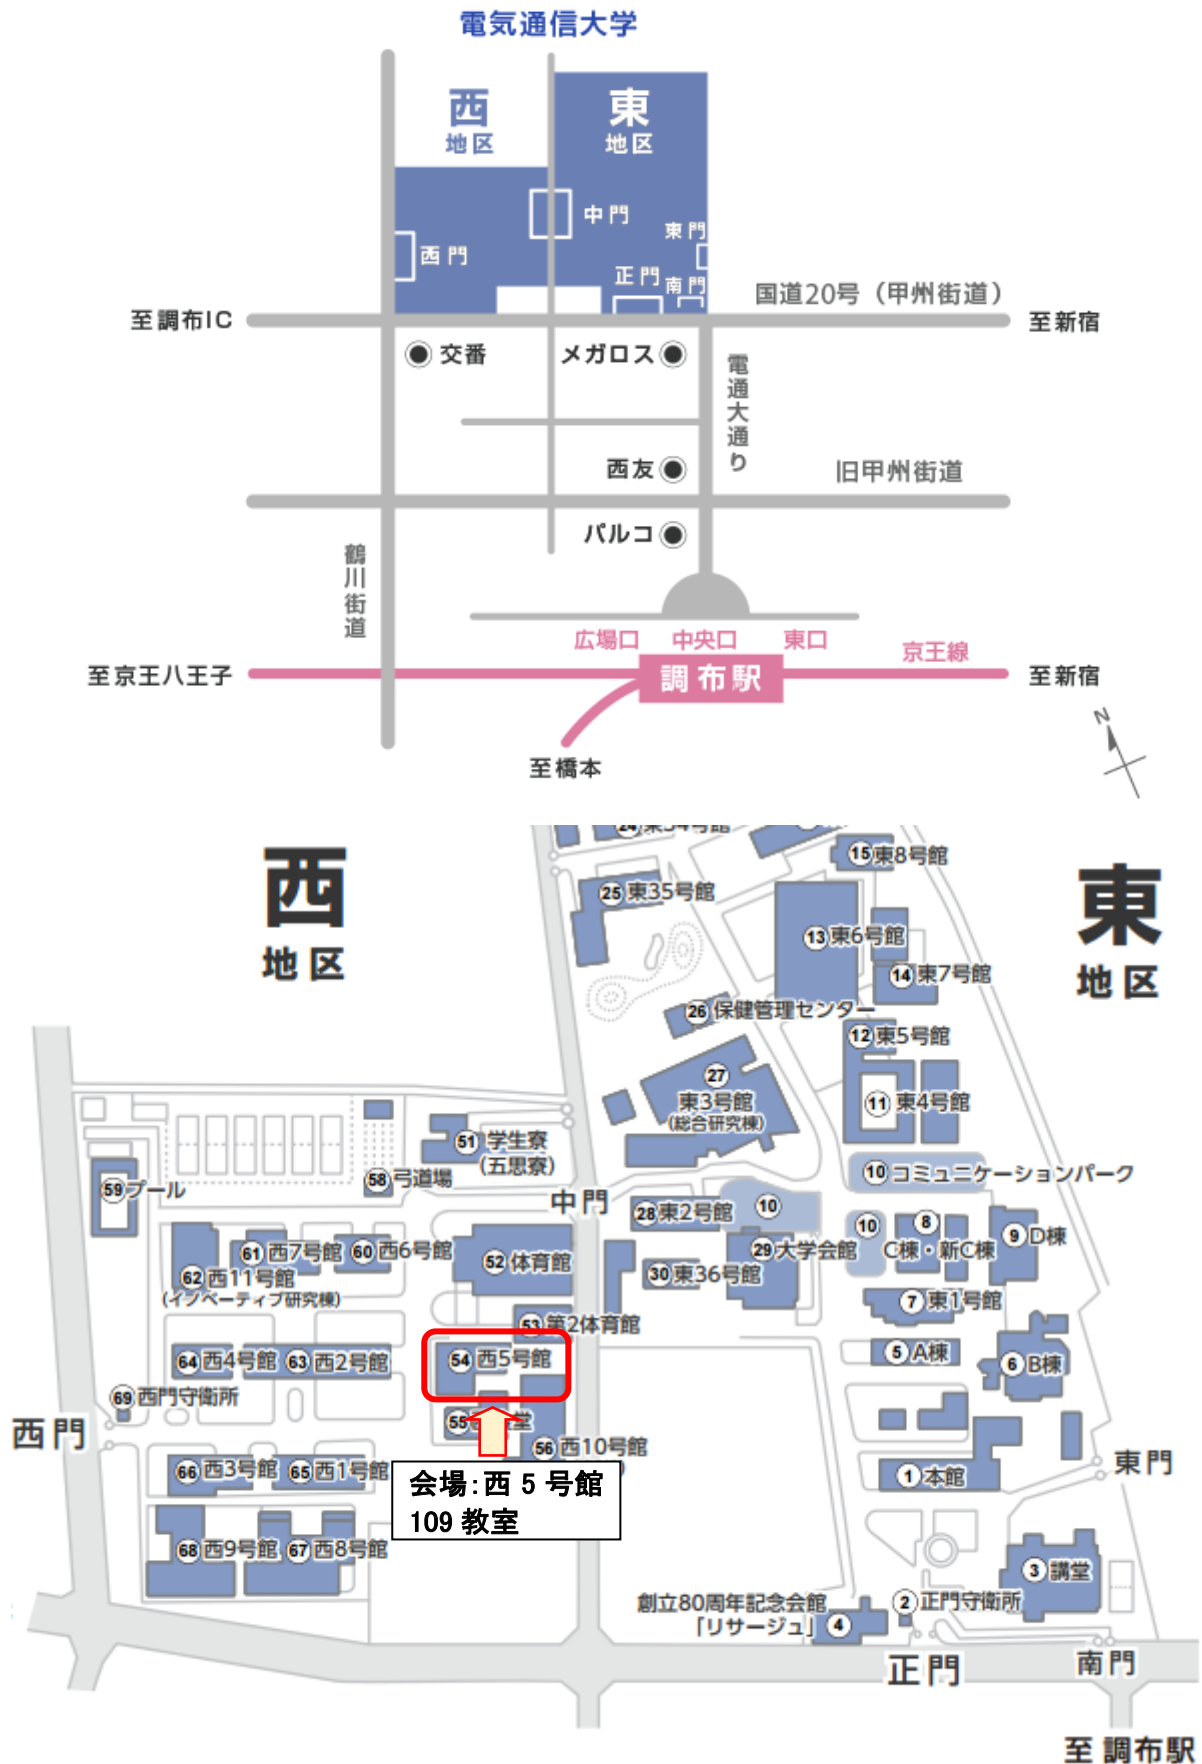 電気通信大学
西
地区
東
地区
中門
東門
西門
正門
南門
国道20号（甲州街道）
至調布IC
至新宿
交番
メガロス
電通大通り
西友
旧甲州街道
パルコ
鶴川街道
広場口
中央口
東口
京王線
至京王八王子
調布駅
至新宿
N
至橋本
西
地区
東
地区
24 東34号館
15 東8号館
25 東35号館
13 東6号館
14 東7号館
26 保健管理センター
12 東5号館
27
東3号館
(総合研究棟)
11 東4号館
51 学生寮
(五思寮)
10 コミュニケーションパーク
58 弓道場
59 プール
中門
28 東2号館
10
10
8
C棟・新C棟
9 D棟
61 西7号館
60 西6号館
52 体育館
29 大学会館
62 西11号館
(イノベーティブ研究棟)
30 東36号館
7 東1号館
53 第2体育館
64 西4号館
63 西2号館
54 西5号館
5 A棟
6 B棟
69 西門守衛所
西門
55
堂
56 西10号館
66 西3号館
65 西1号館
東門
1 本館
会場：西 5 号館
109 教室
68 西9号館
67 西8号館
3 講堂
創立80周年記念会館
「リサージュ」
4
2 正門守衛所
正門
南門
至 調布駅